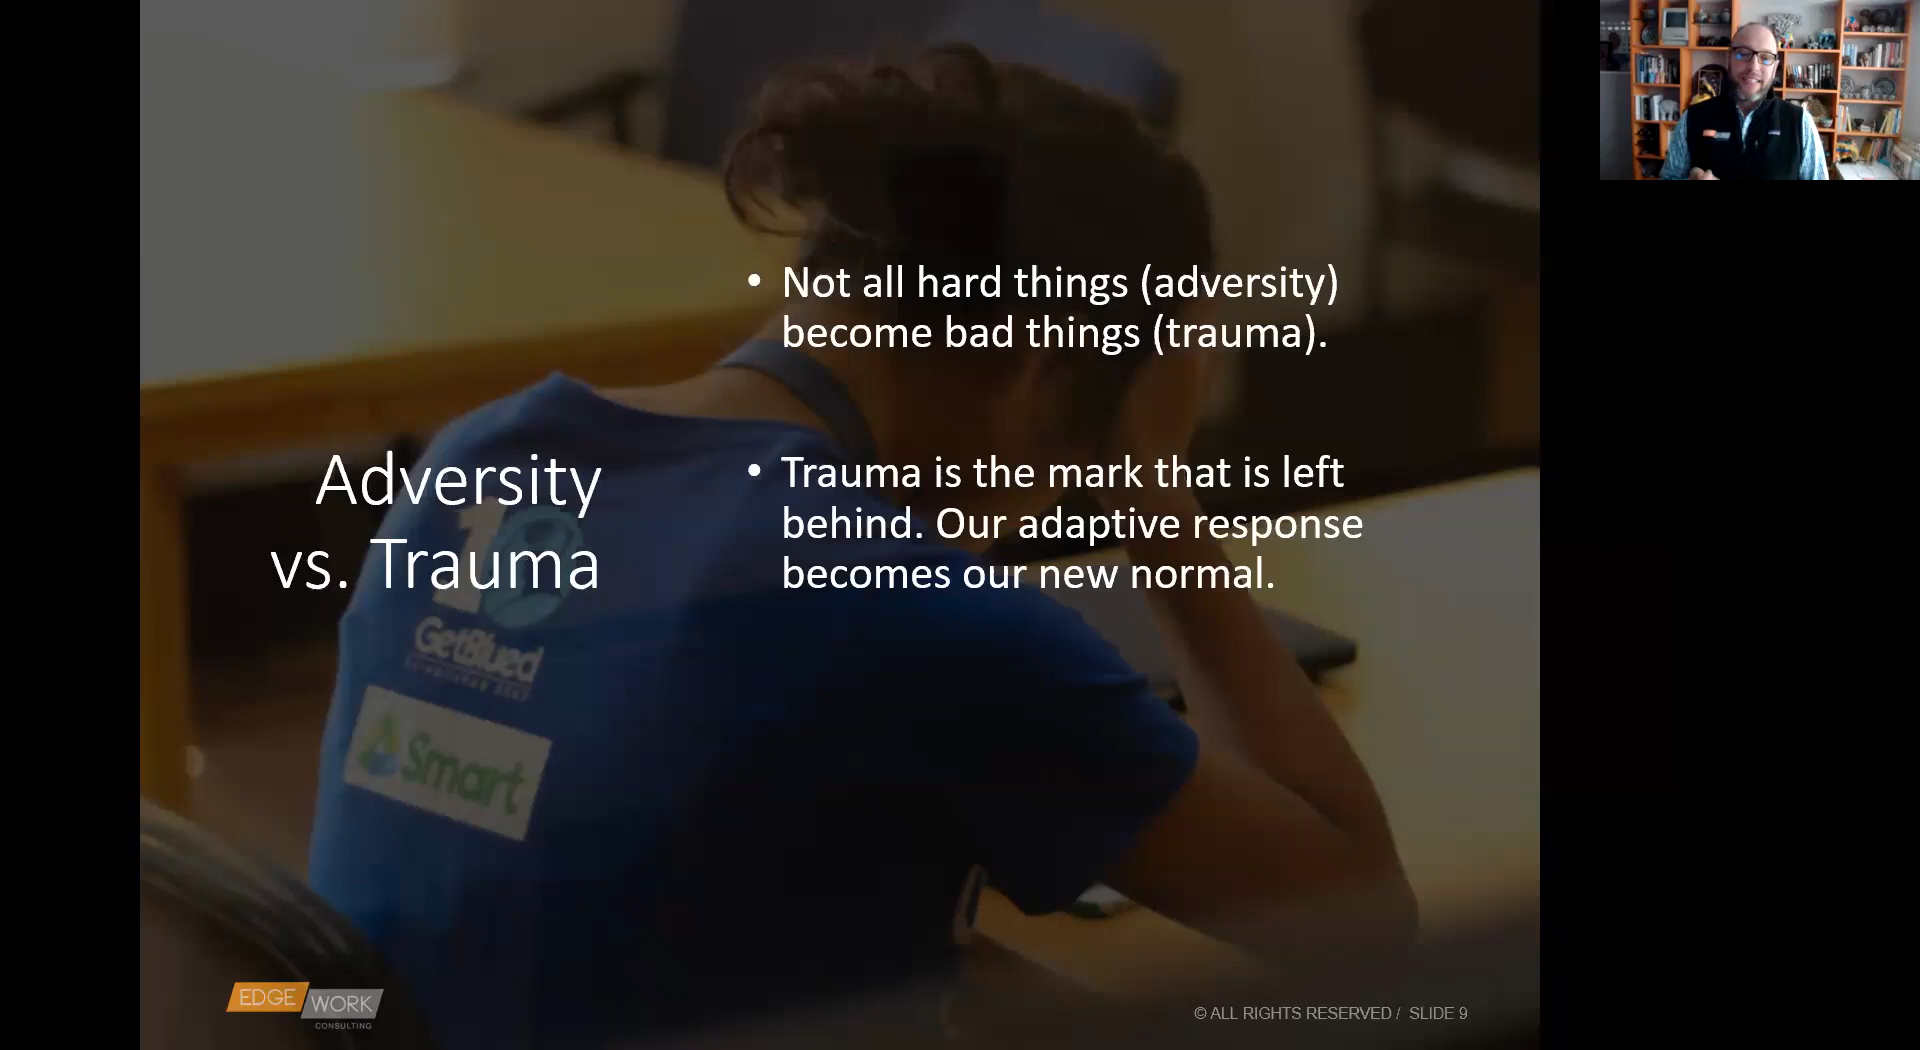 Adversity
vs. Trauma
• Not all hard things (adversity)
become bad things (trauma).
• Trauma is the mark that is left
behind. Our adaptive response
becomes our new normal.
10
GetBlued
Smart
EDGE WORK
CONSULTING
© ALL RIGHTS RESERVED / SLIDE 9